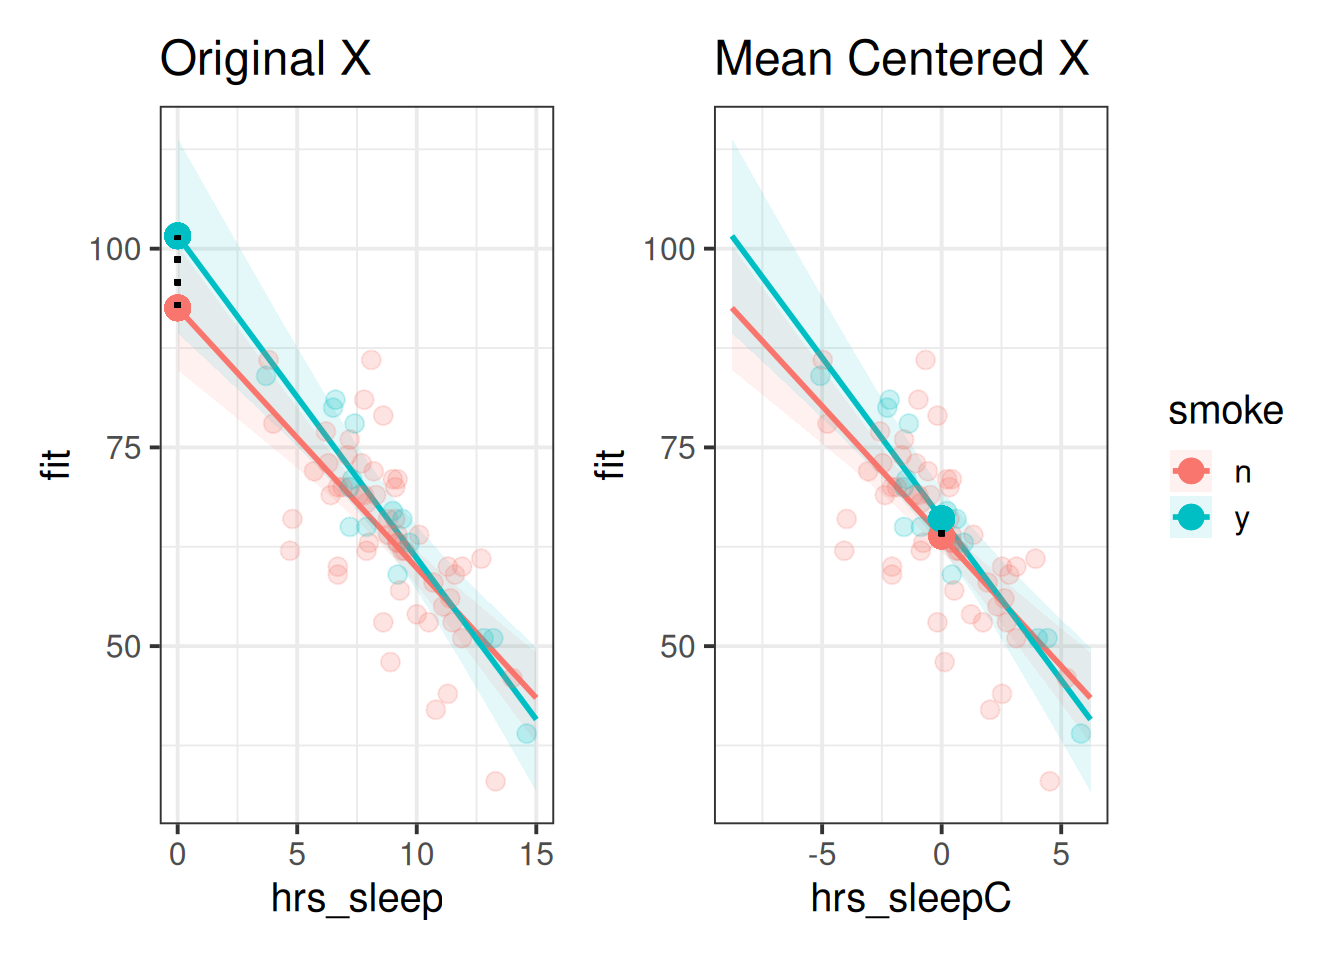 Original X
Mean Centered X
100
75
50
fit
0 5 10 15
hrs_sleep
100
75
50
fit
-5 0 5
hrs_sleepC
smoke
n
y